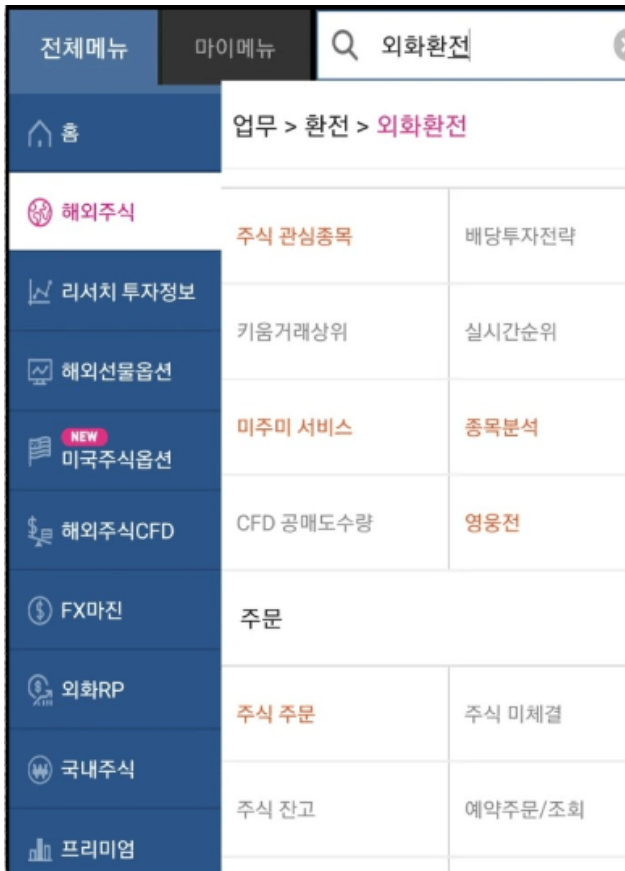 전체메뉴
마이메뉴
외화환전
홈
해외주식
리서치 투자정보
해외선물옵션
NEW
미국주식옵션
해외주식CFD
FX마진
외화RP
국내주식
프리미엄
업무 > 환전 > 외화환전
주식 관심종목
배당투자전략
키움거래상위
실시간순위
미주미 서비스
종목분석
CFD 공매도수량
영웅전
주문
주식 주문
주식 미체결
주식 잔고
예약주문/조회